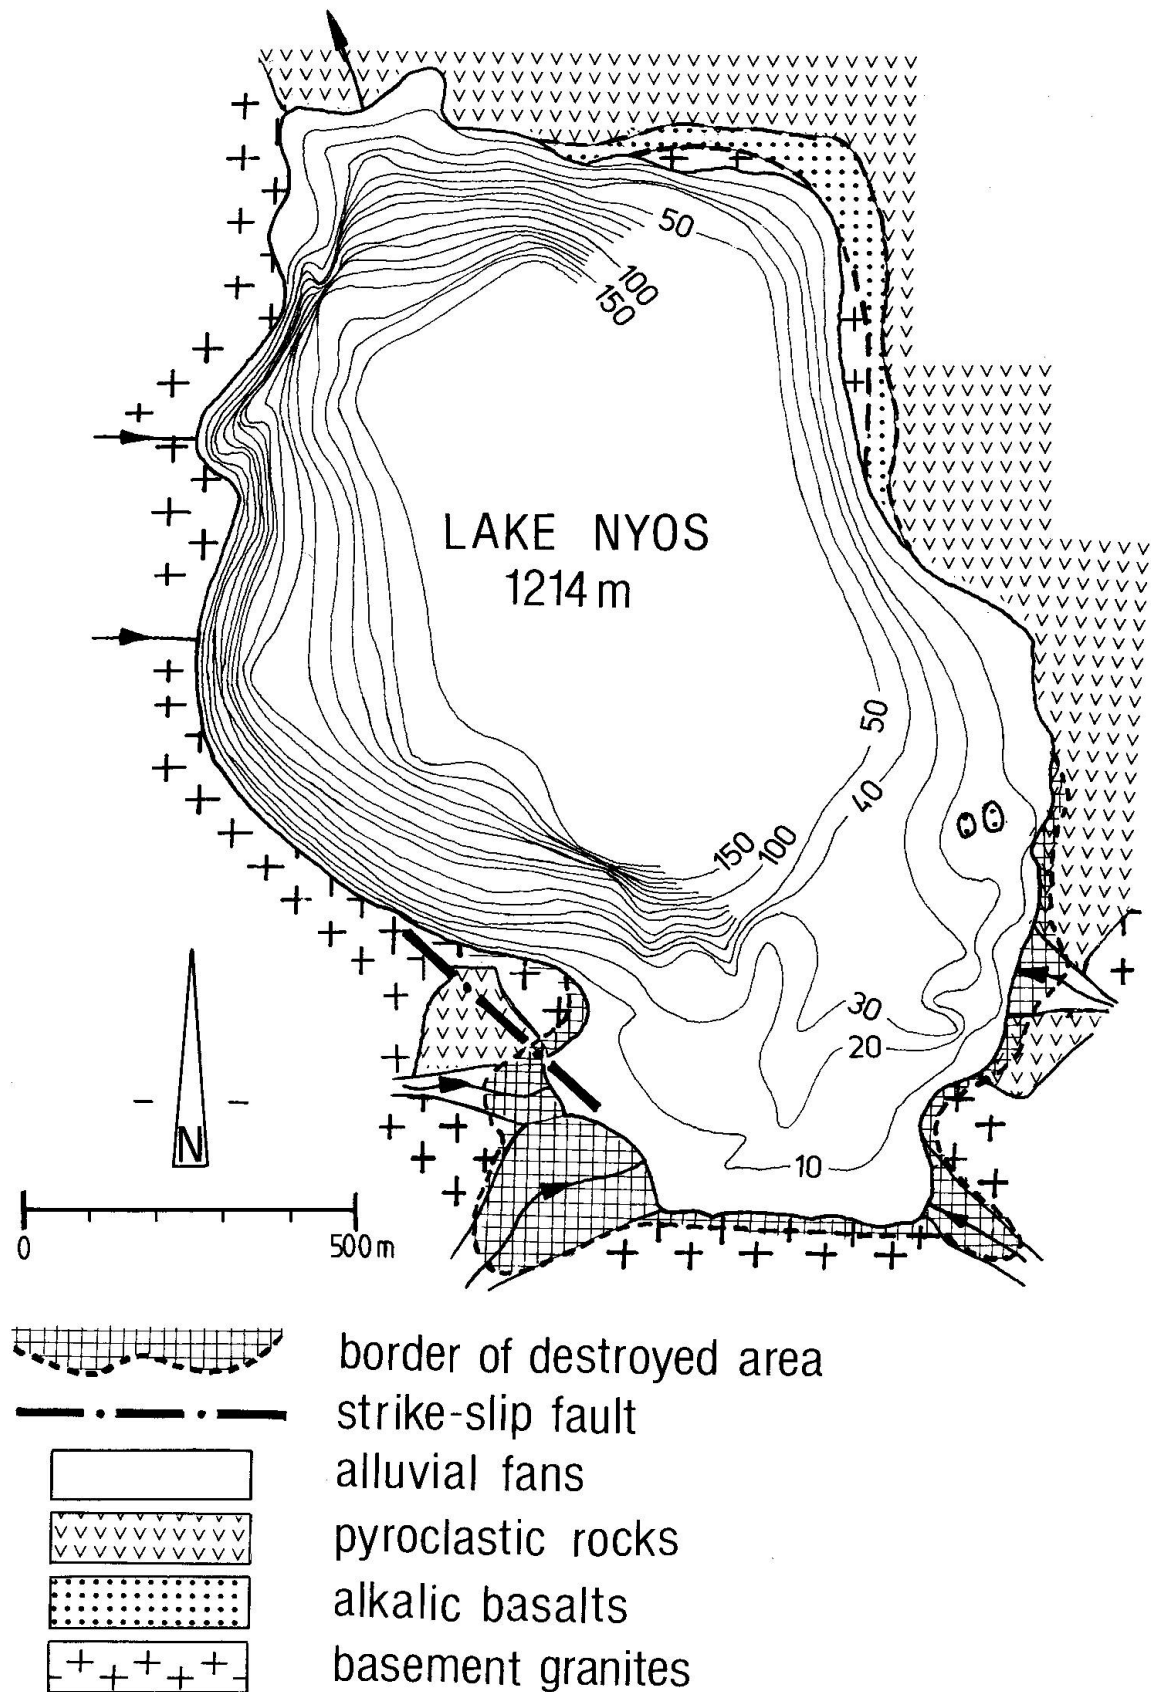 50
100
150
LAKE NYOS
1214 m
50
40
150
100
30
20
10
N
0 500 m
border of destroyed area
strike-slip fault
alluvial fans
pyroclastic rocks
alkalic basalts
basement granites